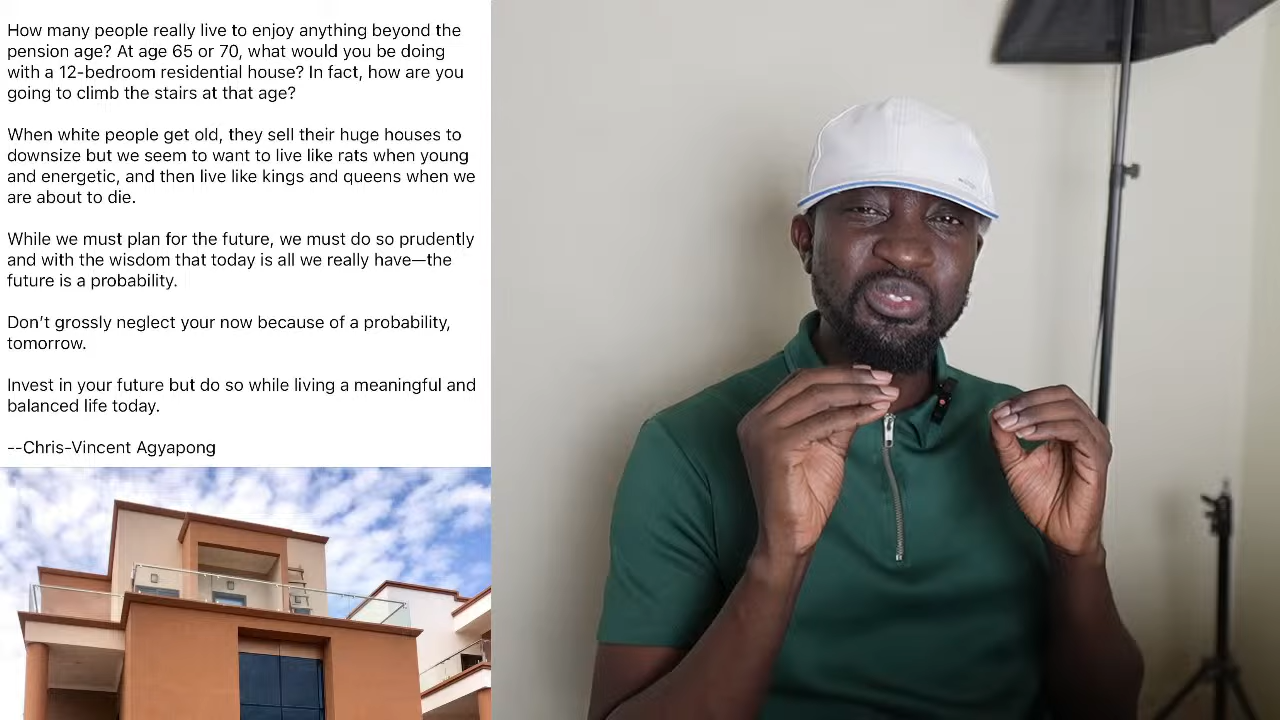 How many people really live to enjoy anything beyond the
pension age? At age 65 or 70, what would you be doing
with a 12-bedroom residential house? In fact, how are you
going to climb the stairs at that age?
When white people get old, they sell their huge houses to
downsize but we seem to want to live like rats when young
and energetic, and then live like kings and queens when we
are about to die.
While we must plan for the future, we must do so prudently
and with the wisdom that today is all we really have—the
future is a probability.
Don’t grossly neglect your now because of a probability,
tomorrow.
Invest in your future but do so while living a meaningful and
balanced life today.
--Chris-Vincent Agyapong